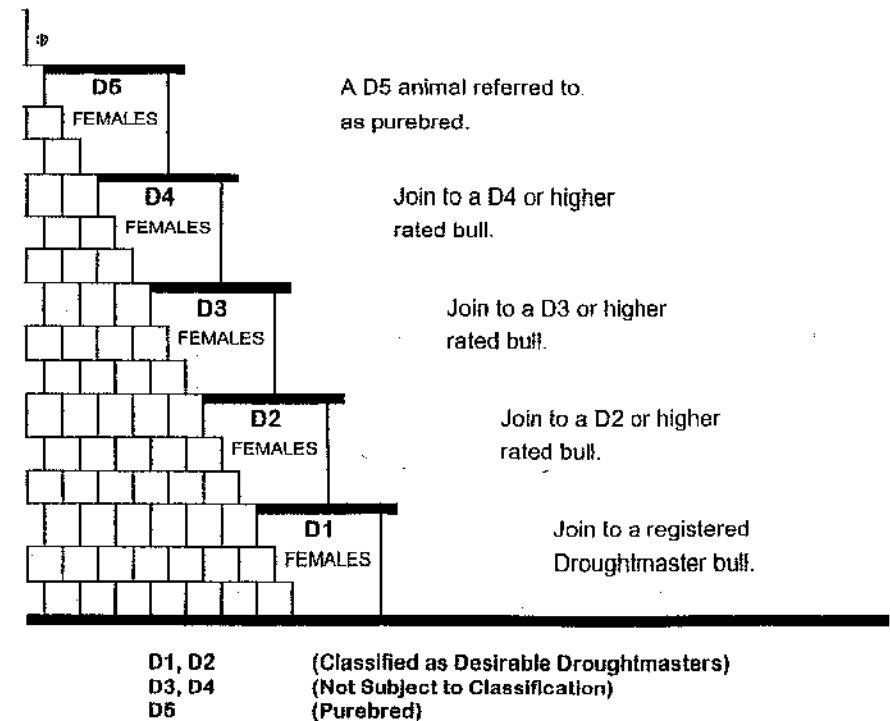 D5
FEMALES
A D5 animal referred to
as purebred.
D4
FEMALES
Join to a D4 or higher
rated bull.
D3
FEMALES
Join to a D3 or higher
rated bull.
D2
FEMALES
Join to a D2 or higher
rated bull.
D1
FEMALES
Join to a registered
Droughtmaster bull.
D1, D2 (Classified as Desirable Droughtmasters)
D3, D4 (Not Subject to Classification)
D5 (Purebred)